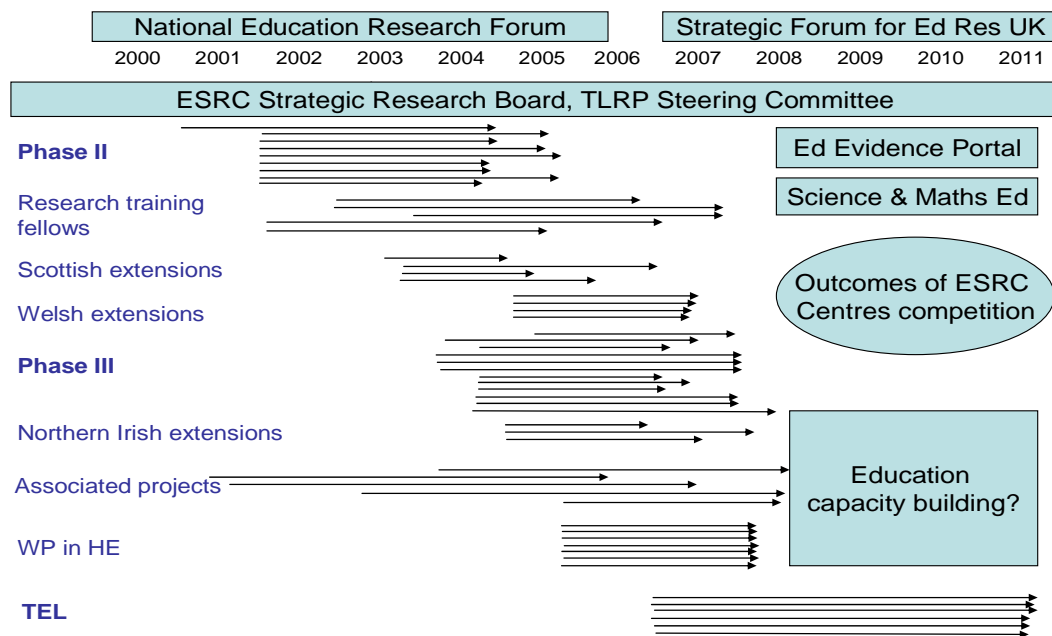 National Education Research Forum
Strategic Forum for Ed Res UK
2000 2001 2002 2003 2004 2005 2006 2007 2008 2009 2010 2011
ESRC Strategic Research Board, TLRP Steering Committee
Phase II
Ed Evidence Portal
Science & Maths Ed
Research training
fellows
Scottish extensions
Outcomes of ESRC
Centres competition
Welsh extensions
Phase III
Northern Irish extensions
Education
capacity building?
Associated projects
WP in HE
TEL